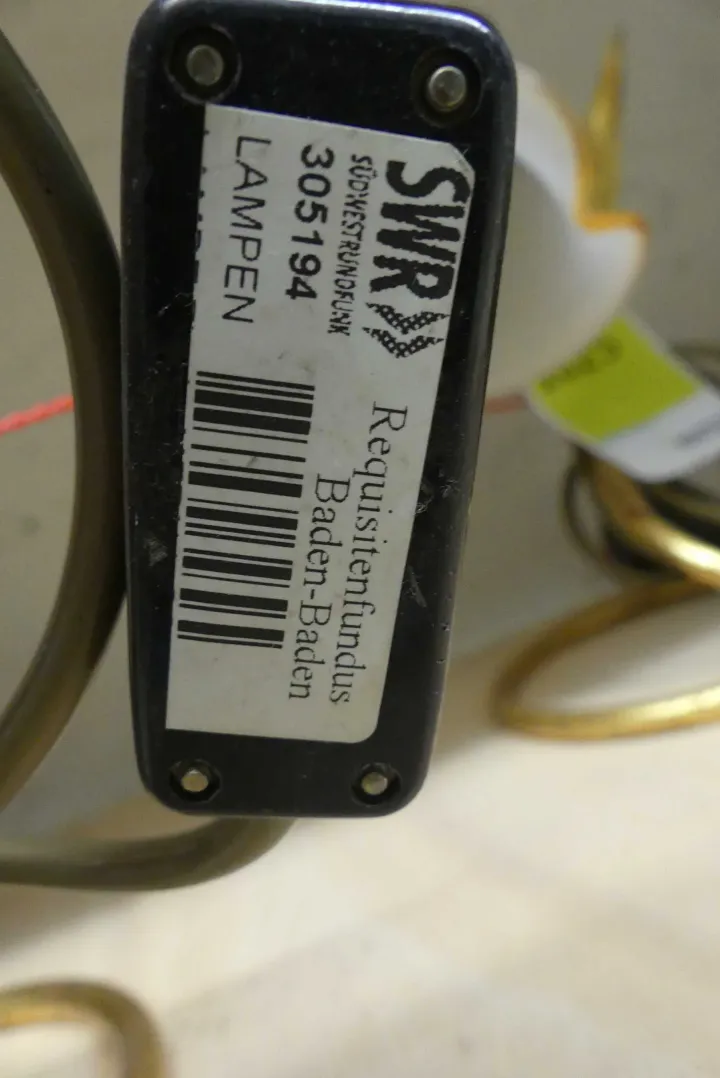 SWR
SÜDWESTRUNDFUNK
305194
LAMPEN
Requisitenfundus
Baden-Baden